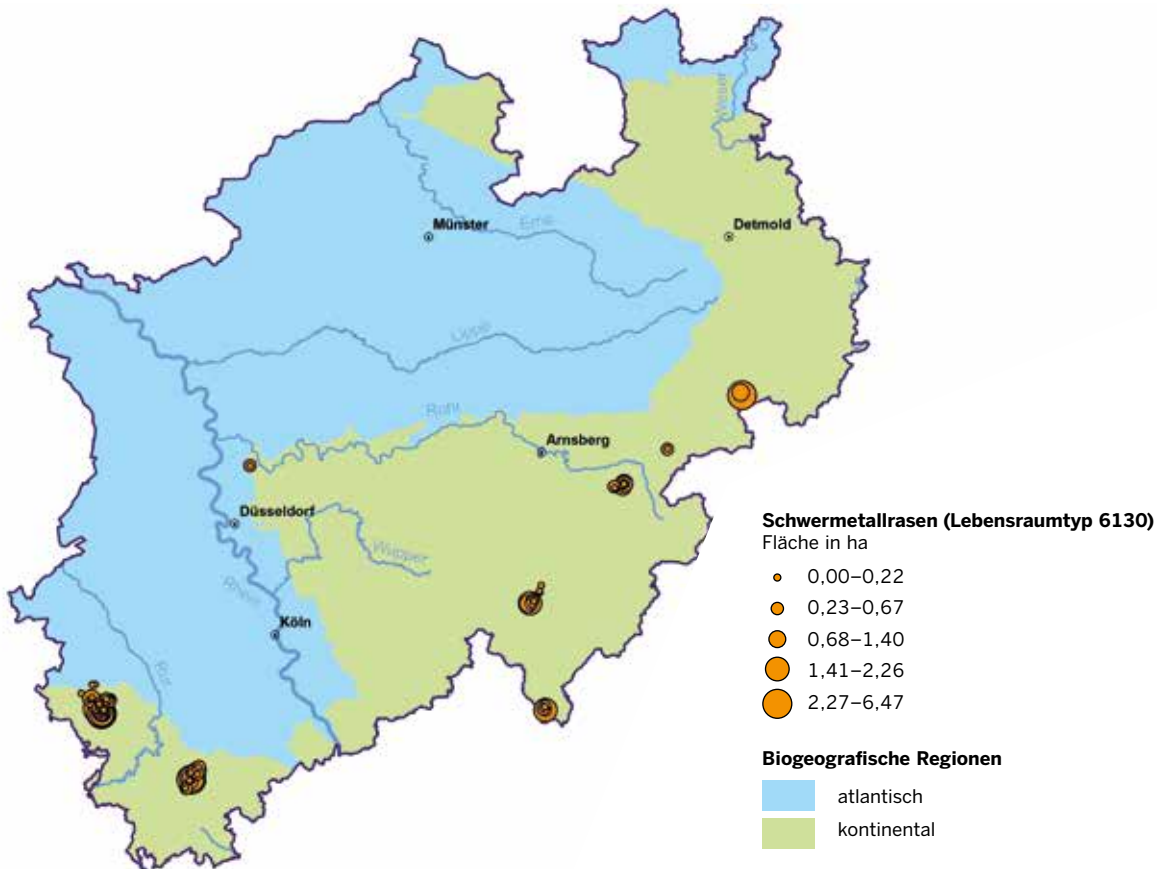 Weser
Münster
Ems
Detmold
Lippe
Ruhr
Arnsberg
Düsseldorf
Wupper
Rhein
Köln
Rur
Schwermetallrasen (Lebensraumtyp 6130)
Fläche in ha
0,00–0,22
0,23–0,67
0,68–1,40
1,41–2,26
2,27–6,47
Biogeografische Regionen
atlantisch
kontinental